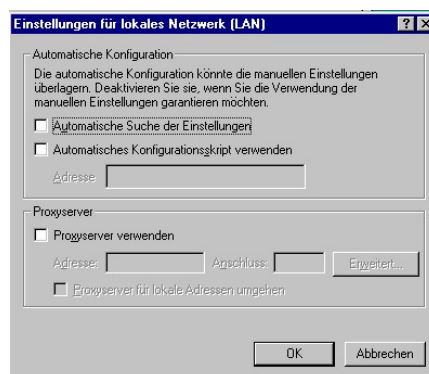 Einstellungen für lokales Netzwerk (LAN)
Automatische Konfiguration
Die automatische Konfiguration könnte die manuellen Einstellungen
überlagern. Deaktivieren Sie sie, wenn Sie die Verwendung der
manuellen Einstellungen garantieren möchten.
Automatische Suche der Einstellungen
Automatisches Konfigurationsskript verwenden
Adresse
Proxyserver
Proxyserver verwenden
Adresse: Anschluss: Erweitert...
Proxyserver für lokale Adressen umgehen
OK Abbrechen